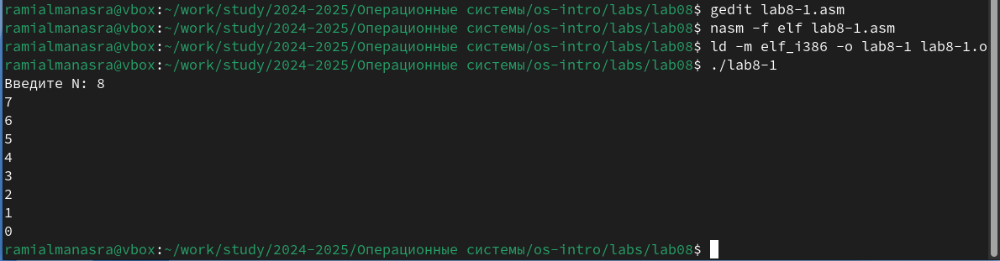 ramialmanasra@vbox:~/work/study/2024-2025/Операционные системы/os-intro/labs/lab08$ gedit lab8-1.asm
ramialmanasra@vbox:~/work/study/2024-2025/Операционные системы/os-intro/labs/lab08$ nasm -f elf lab8-1.asm
ramialmanasra@vbox:~/work/study/2024-2025/Операционные системы/os-intro/labs/lab08$ ld -m elf_i386 -o lab8-1 lab8-1.o
ramialmanasra@vbox:~/work/study/2024-2025/Операционные системы/os-intro/labs/lab08$ ./lab8-1
Введите N: 8
7
6
5
4
3
2
1
0
ramialmanasra@vbox:~/work/study/2024-2025/Операционные системы/os-intro/labs/lab08$